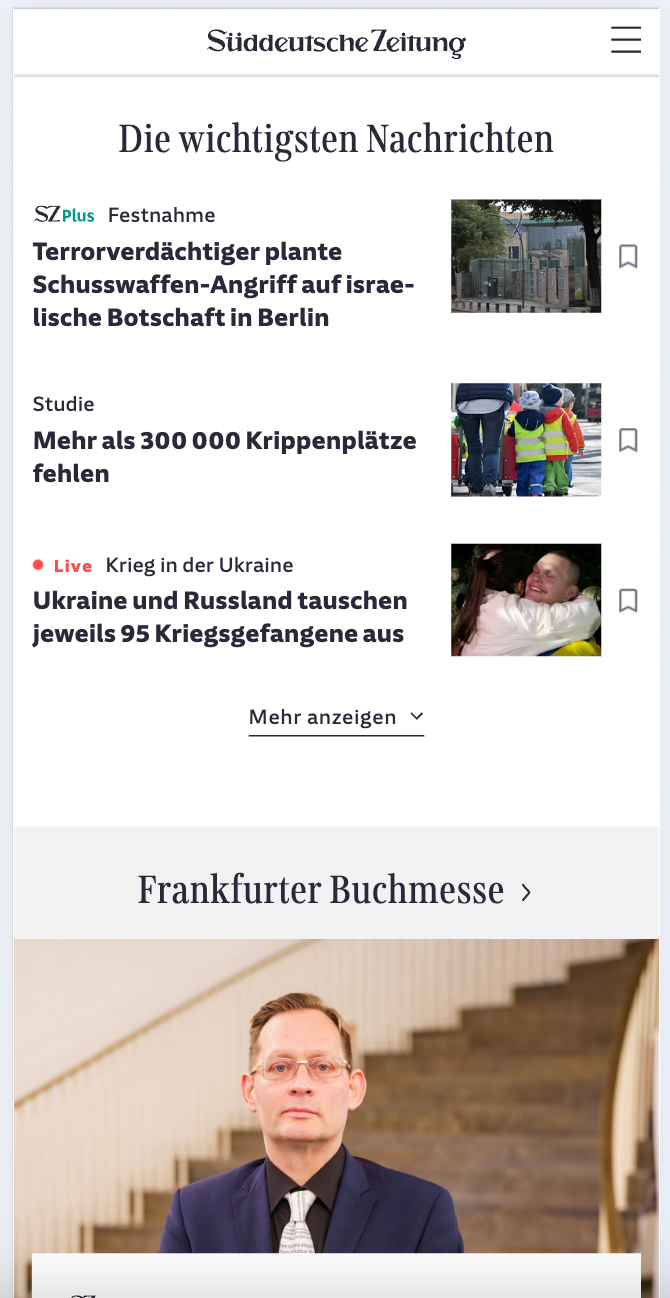 Süddeutsche Zeitung
Die wichtigsten Nachrichten
SZ Plus Festnahme
Terrorverdächtiger plante
Schusswaffen-Angriff auf israe-
lische Botschaft in Berlin
Studie
Mehr als 300 000 Krippenplätze
fehlen
Live Krieg in der Ukraine
Ukraine und Russland tauschen
jeweils 95 Kriegsgefangene aus
Mehr anzeigen
Frankfurter Buchmesse